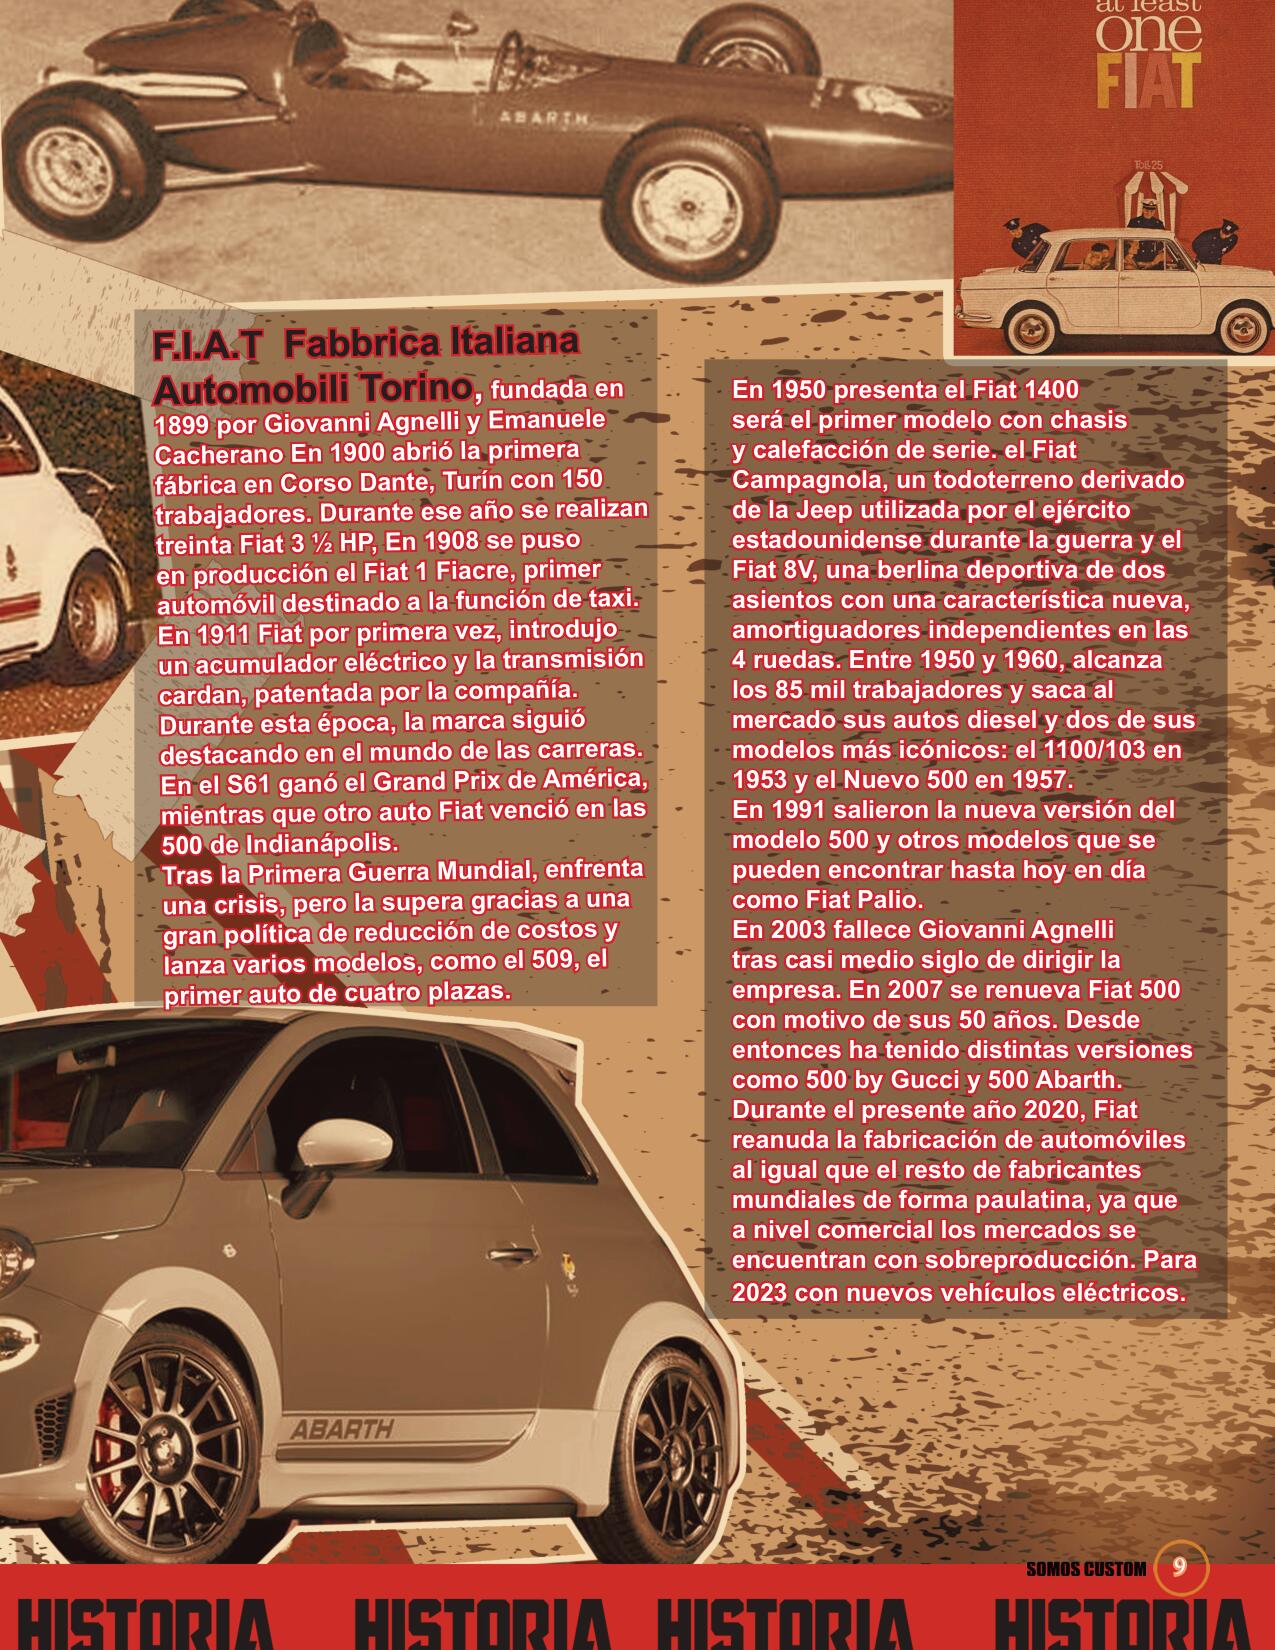 at least
one
FIAT
Toll 25
ABARTH
F.I.A.T Fabbrica Italiana
Automobili Torino, fundada en
1899 por Giovanni Agnelli y Emanuele
Cacherano En 1900 abrió la primera
fábrica en Corso Dante, Turín con 150
trabajadores. Durante ese año se realizan
treinta Fiat 3 ½ HP, En 1908 se puso
en producción el Fiat 1 Fiacre, primer
automóvil destinado a la función de taxi.
En 1911 Fiat por primera vez, introdujo
un acumulador eléctrico y la transmisión
cardan, patentada por la compañía.
Durante esta época, la marca siguió
destacando en el mundo de las carreras.
En el S61 ganó el Grand Prix de América,
mientras que otro auto Fiat venció en las
500 de Indianápolis.
Tras la Primera Guerra Mundial, enfrenta
una crisis, pero la supera gracias a una
gran política de reducción de costos y
lanza varios modelos, como el 509, el
primer auto de cuatro plazas.
En 1950 presenta el Fiat 1400
será el primer modelo con chasis
y calefacción de serie. el Fiat
Campagnola, un todoterreno derivado
de la Jeep utilizada por el ejército
estadounidense durante la guerra y el
Fiat 8V, una berlina deportiva de dos
asientos con una característica nueva,
amortiguadores independientes en las
4 ruedas. Entre 1950 y 1960, alcanza
los 85 mil trabajadores y saca al
mercado sus autos diesel y dos de sus
modelos más icónicos: el 1100/103 en
1953 y el Nuevo 500 en 1957.
En 1991 salieron la nueva versión del
modelo 500 y otros modelos que se
pueden encontrar hasta hoy en día
como Fiat Palio.
En 2003 fallece Giovanni Agnelli
tras casi medio siglo de dirigir la
empresa. En 2007 se renueva Fiat 500
con motivo de sus 50 años. Desde
entonces ha tenido distintas versiones
como 500 by Gucci y 500 Abarth.
Durante el presente año 2020, Fiat
reanuda la fabricación de automóviles
al igual que el resto de fabricantes
mundiales de forma paulatina, ya que
a nivel comercial los mercados se
encuentran con sobreproducción. Para
2023 con nuevos vehículos eléctricos.
ABARTH
SOMOS CUSTOM 9
HISTORIA HISTORIA HISTORIA HISTORIA